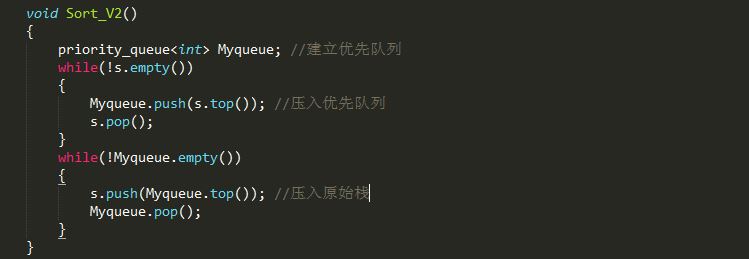 void Sort_V2()
{
    priority_queue<int> Myqueue; //建立优先队列
    while(!s.empty())
    {
        Myqueue.push(s.top()); //压入优先队列
        s.pop();
    }
    while(!Myqueue.empty())
    {
        s.push(Myqueue.top()); //压入原始栈
        Myqueue.pop();
    }
}